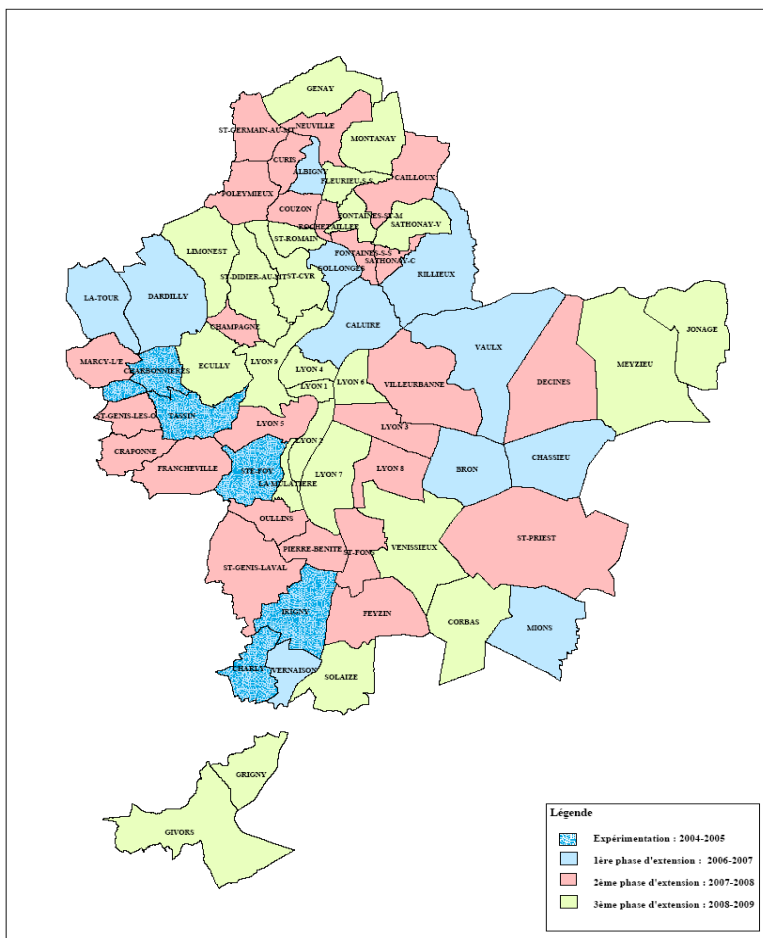 GENAY
NEUVILLE
ST-GERMAIN-AU-MT
MONTANAY
CURIS
ALBIGNY
CAILLOUX
FLEURIEU-S-S
POLEYMIEUX
COUZON
FONTAINES-ST-M
ROCHETAILLEE
SATHONAY-V
ST-ROMAIN
LIMONEST
FONTAINES-S-S
SATHONAY-C
COLLONGES
ST-DIDIER-AU-MT
ST-CYR
RILLIEUX
LA-TOUR
DARDILLY
CHAMPAGNE
CALUIRE
JONAGE
VAULX
MEYZIEU
MARCY-L'E
CHARBONNIERES
ECULLY
LYON 9
LYON 4
LYON 6
VILLEURBANNE
DECINES
LYON 1
ST-GENIS-LES-O
TASSIN
LYON 5
LYON 3
LYON 2
CRAPONNE
FRANCHEVILLE
STE-FOY
LYON 7
LYON 8
BRON
CHASSIEU
LA MULATIERE
OULLINS
ST-PRIEST
PIERRE-BENITE
ST-FONS
VENISSIEUX
ST-GENIS-LAVAL
IRIGNY
FEYZIN
CORBAS
MIONS
CHARLY
VERNAISON
SOLAIZE
GRIGNY
GIVORS
Légende
Expérimentation : 2004-2005
1ère phase d'extension : 2006-2007
2ème phase d'extension : 2007-2008
3ème phase d'extension : 2008-2009